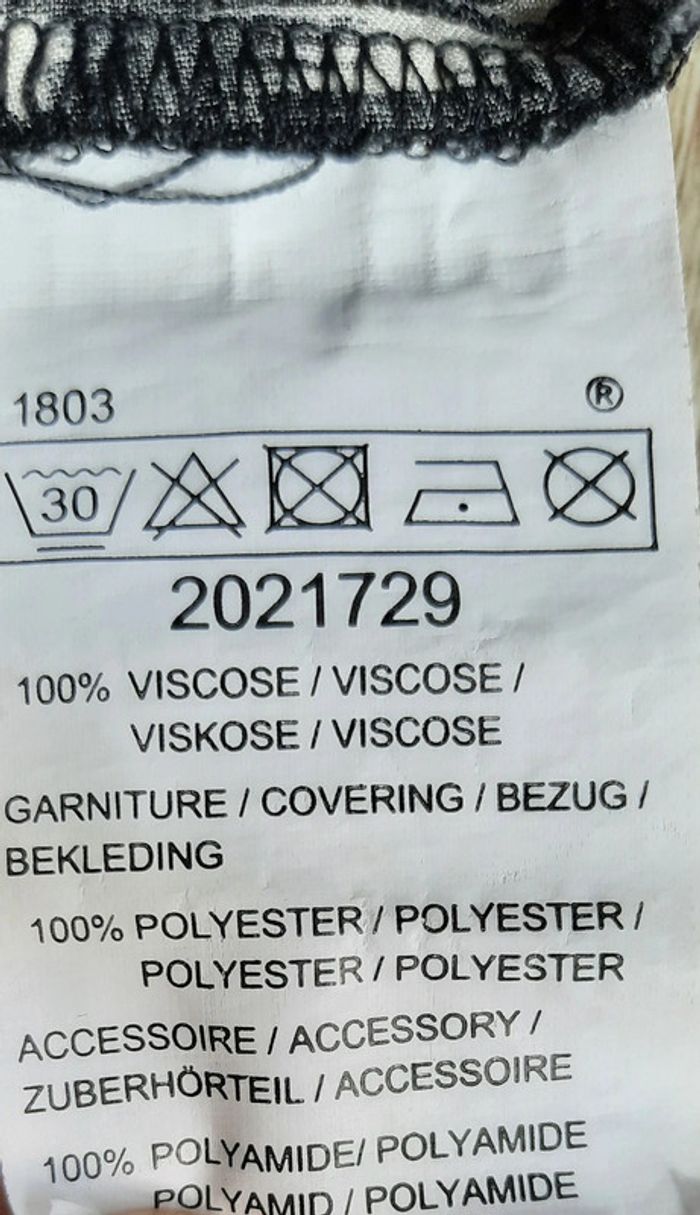 1803 ®
30
2021729
100% VISCOSE / VISCOSE /
VISKOSE / VISCOSE
GARNITURE / COVERING / BEZUG /
BEKLEDING
100% POLYESTER / POLYESTER /
POLYESTER / POLYESTER
ACCESSOIRE / ACCESSORY /
ZUBERHÖRTEIL / ACCESSOIRE
100% POLYAMIDE/ POLYAMIDE
POLYAMID / POLYAMIDE